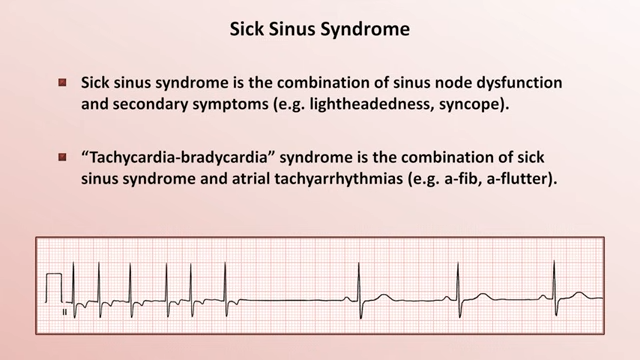 Sick Sinus Syndrome
Sick sinus syndrome is the combination of sinus node dysfunction
and secondary symptoms (e.g. lightheadedness, syncope).
“Tachycardia-bradycardia” syndrome is the combination of sick
sinus syndrome and atrial tachyarrhythmias (e.g. a-fib, a-flutter).
II